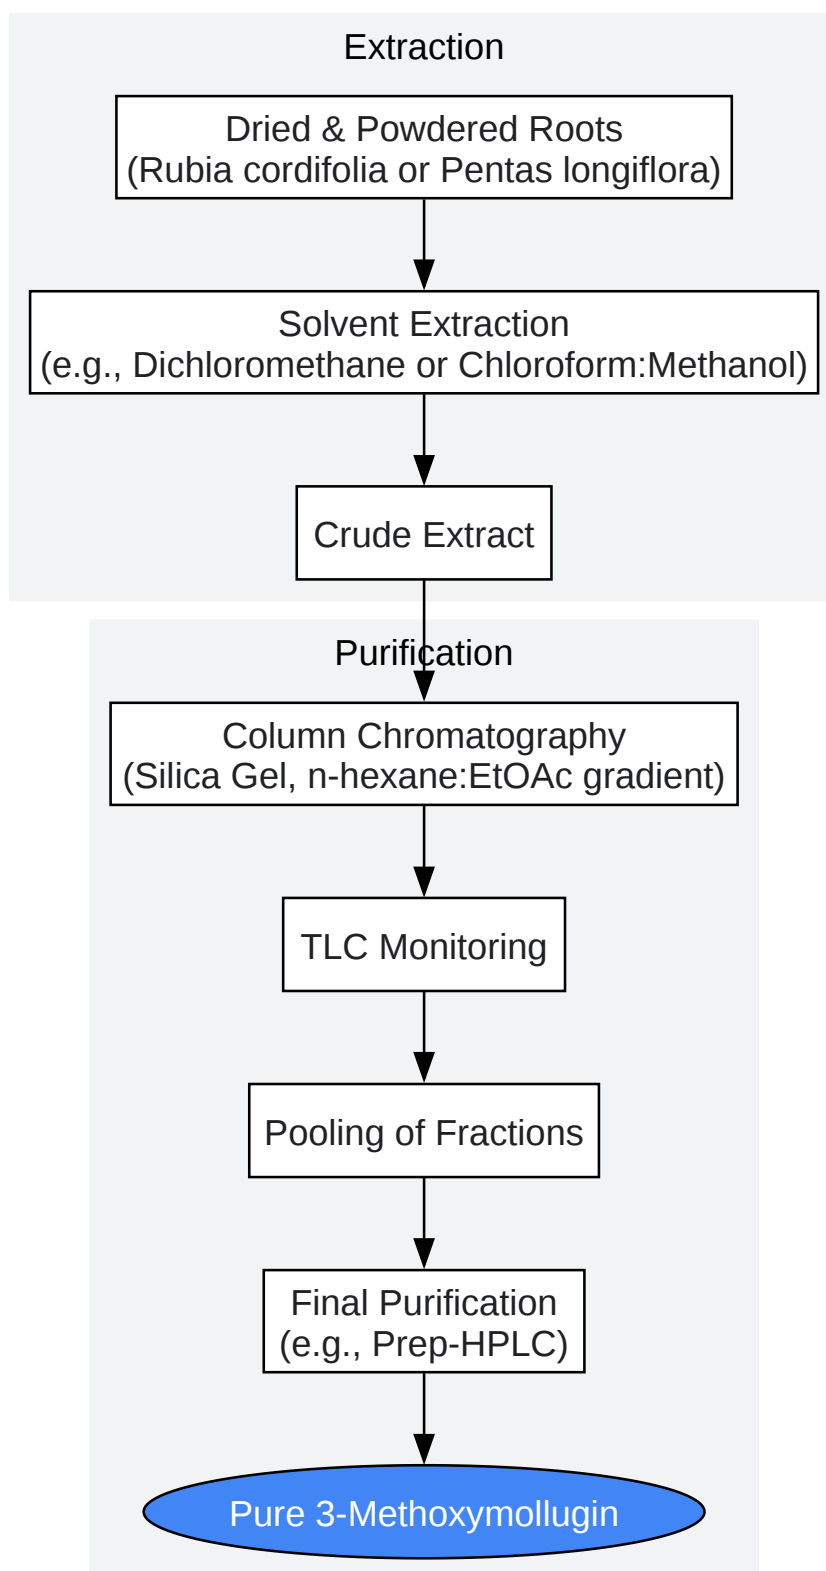 Extraction
Dried & Powdered Roots
(Rubia cordifolia or Pentas longiflora)
Solvent Extraction
(e.g., Dichloromethane or Chloroform:Methanol)
Crude Extract
Purification
Column Chromatography
(Silica Gel, n-hexane:EtOAc gradient)
TLC Monitoring
Pooling of Fractions
Final Purification
(e.g., Prep-HPLC)
Pure 3-Methoxymollugin